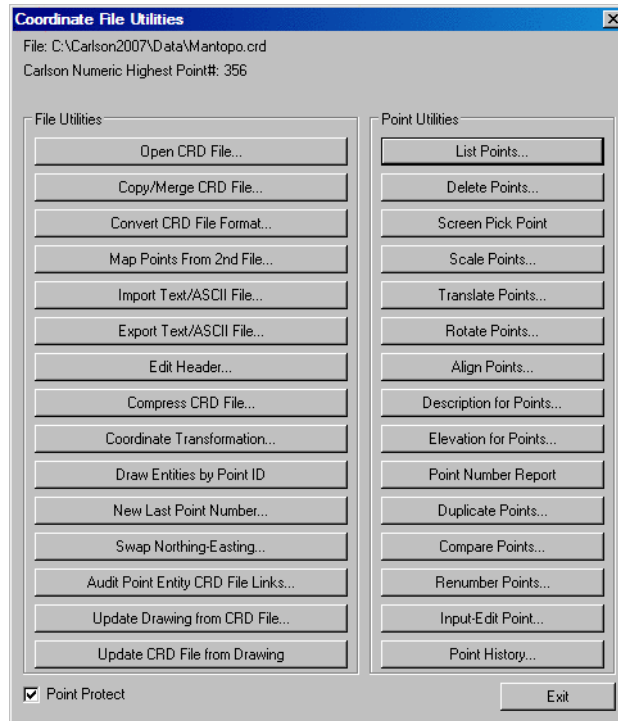 Coordinate File Utilities
File: C:\Carlson2007\Data\Mantopo.crd
Carlson Numeric Highest Point#: 356
File Utilities
Open CRD File...
Copy/Merge CRD File...
Convert CRD File Format...
Map Points From 2nd File...
Import Text/ASCII File...
Export Text/ASCII File...
Edit Header...
Compress CRD File...
Coordinate Transformation...
Draw Entities by Point ID
New Last Point Number...
Swap Northing-Easting...
Audit Point Entity CRD File Links...
Update Drawing from CRD File...
Update CRD File from Drawing
Point Utilities
List Points...
Delete Points...
Screen Pick Point
Scale Points...
Translate Points...
Rotate Points...
Align Points...
Description for Points...
Elevation for Points...
Point Number Report
Duplicate Points...
Compare Points...
Renumber Points...
Input-Edit Point...
Point History...
Point Protect
Exit